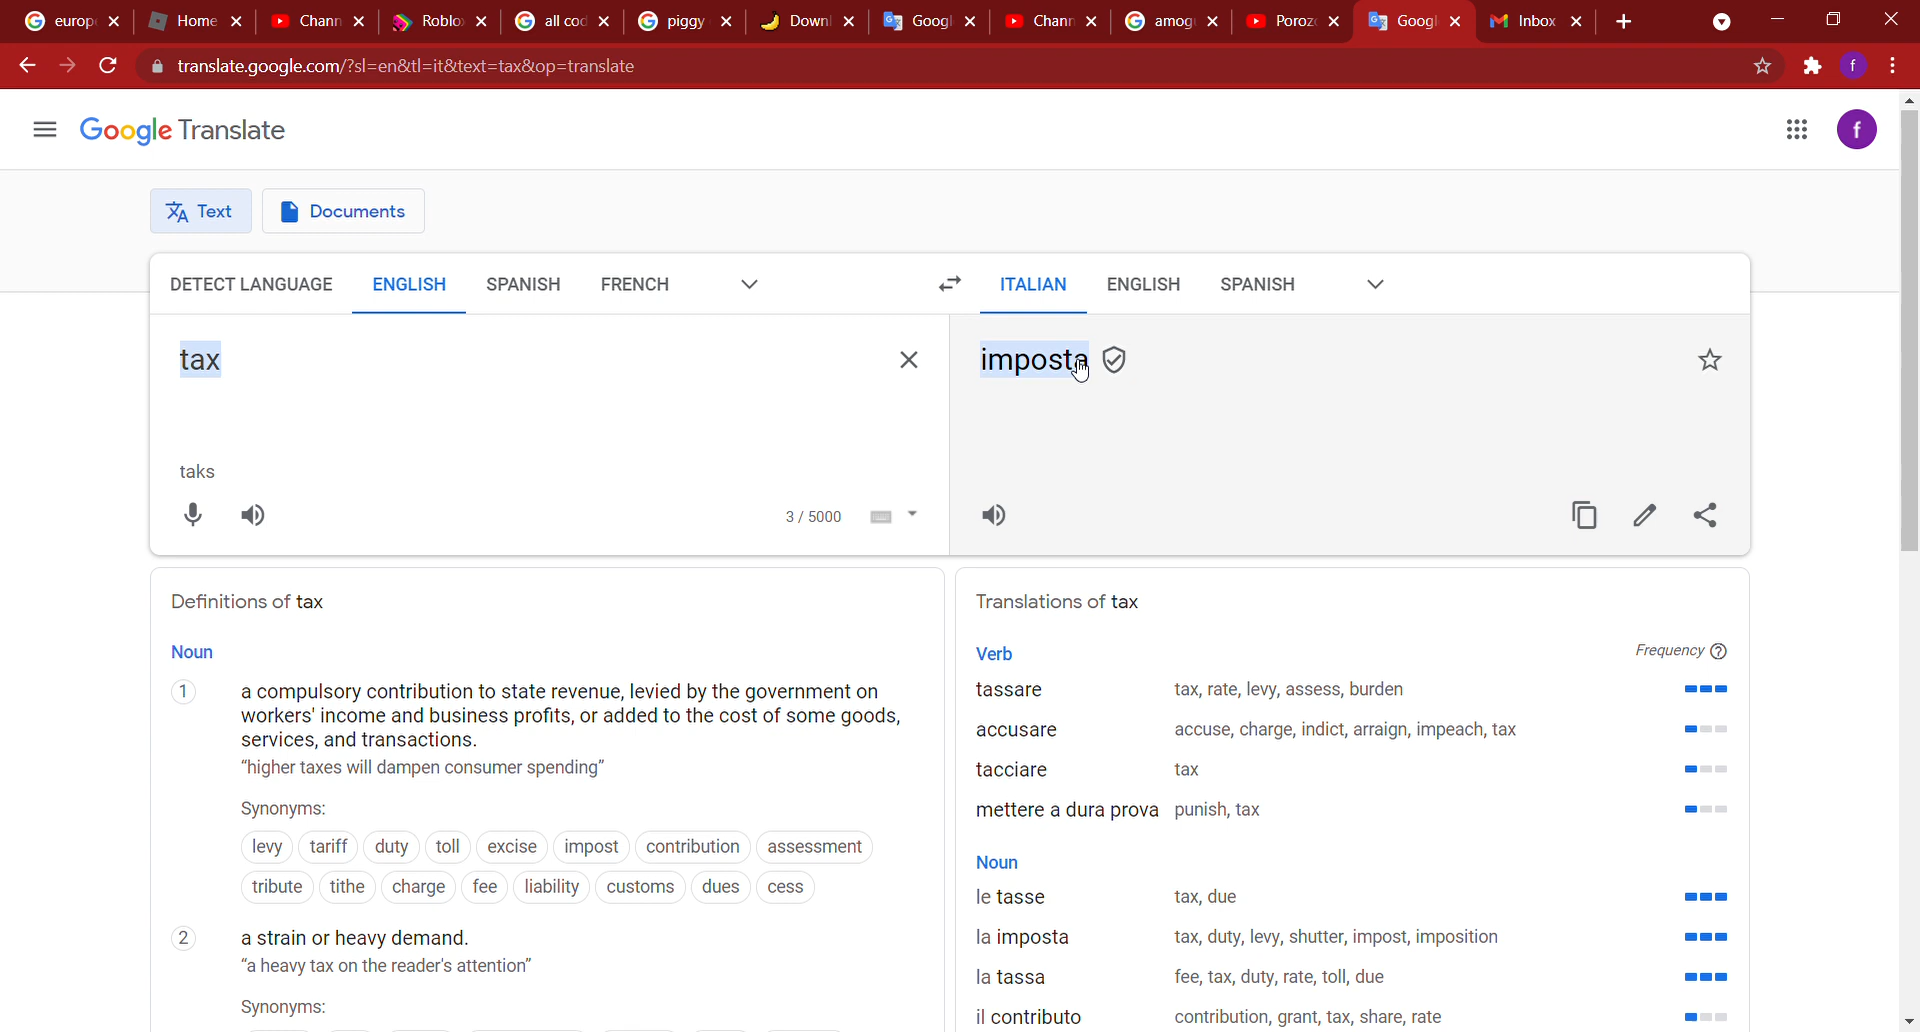 europ Home Chann Roblo all cod piggy Downl Googl Chann amog Poroz Googl Inbox
translate.google.com/?sl=en&tl=it&text=tax&op=translate f
Google Translate f
Text Documents
DETECT LANGUAGE ENGLISH SPANISH FRENCH ITALIAN ENGLISH SPANISH
tax imposta
taks
3 / 5000
Definitions of tax
Noun
1 a compulsory contribution to state revenue, levied by the government on
workers' income and business profits, or added to the cost of some goods,
services, and transactions.
“higher taxes will dampen consumer spending”
Synonyms:
levy tariff duty toll excise impost contribution assessment
tribute tithe charge fee liability customs dues cess
2 a strain or heavy demand.
“a heavy tax on the reader's attention”
Synonyms:
Translations of tax
Verb Frequency
tassare tax, rate, levy, assess, burden
accusare accuse, charge, indict, arraign, impeach, tax
tacciare tax
mettere a dura prova punish, tax
Noun
le tasse tax, due
la imposta tax, duty, levy, shutter, impost, imposition
la tassa fee, tax, duty, rate, toll, due
il contributo contribution, grant, tax, share, rate